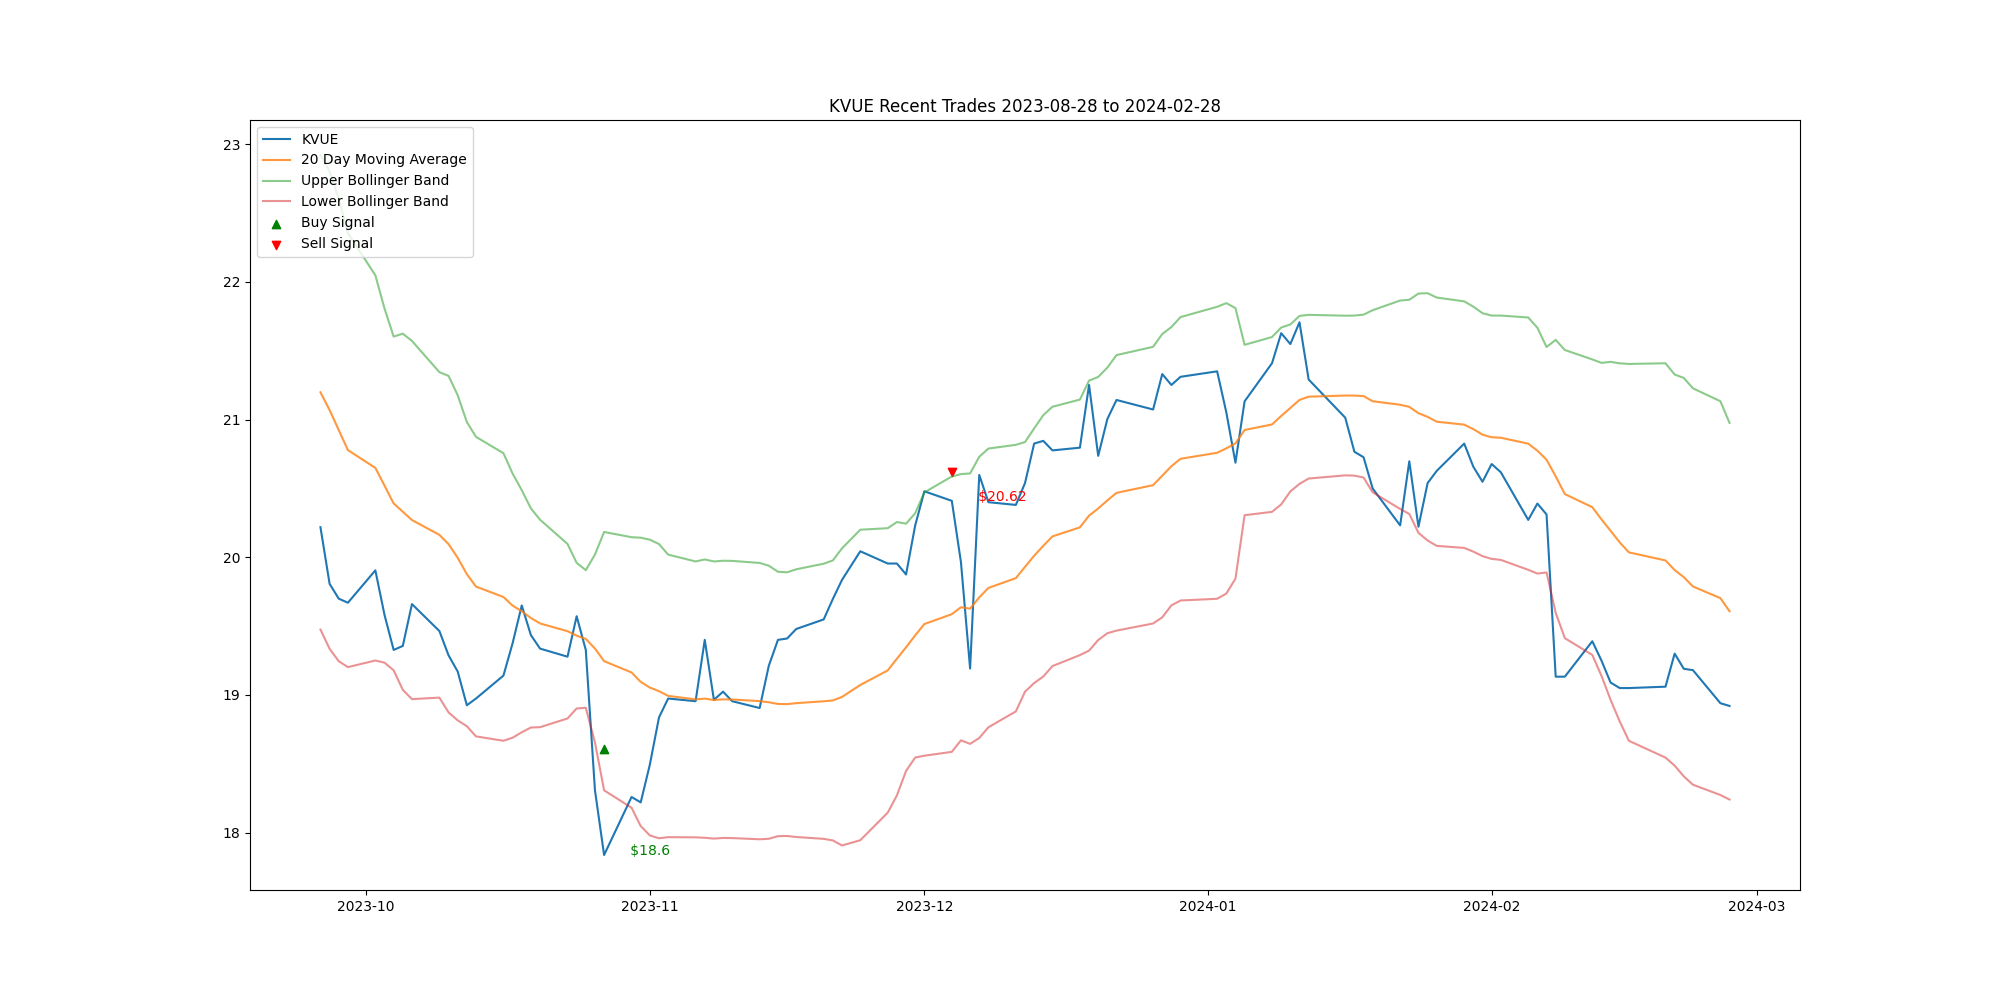 KVUE Recent Trades 2023-08-28 to 2024-02-28
KVUE
20 Day Moving Average
Upper Bollinger Band
Lower Bollinger Band
Buy Signal
Sell Signal
23
22
21
20
19
18
$20.62
$18.6
2023-10
2023-11
2023-12
2024-01
2024-02
2024-03